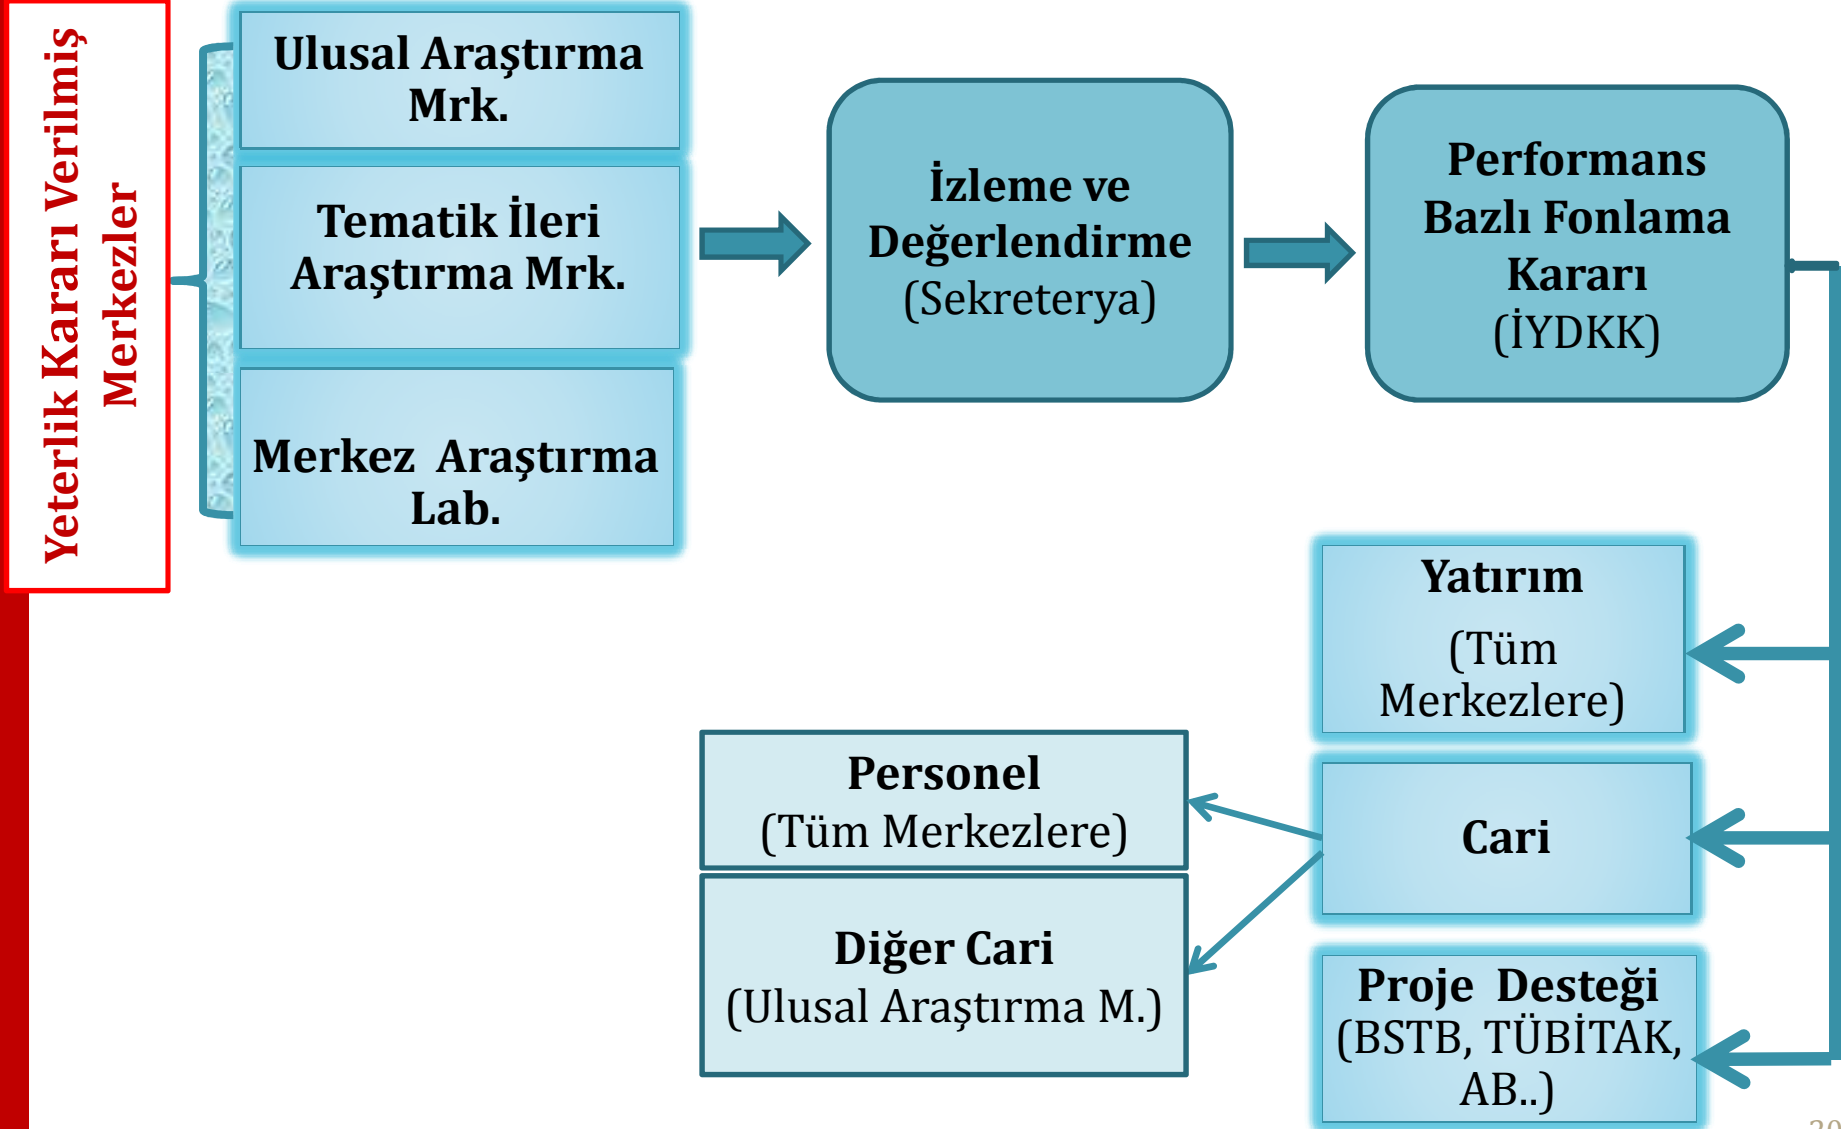 Yeterlik Kararı Verilmiş
Merkezler
Ulusal Araştırma
Mrk.
Tematik İleri
Araştırma Mrk.
Merkez Araştırma
Lab.
İzleme ve
Değerlendirme
(Sekreterya)
Performans
Bazlı Fonlama
Kararı
(İYDKK)
Yatırım
(Tüm
Merkezlere)
Cari
Proje Desteği
(BSTB, TÜBİTAK,
AB..)
Personel
(Tüm Merkezlere)
Diğer Cari
(Ulusal Araştırma M.)